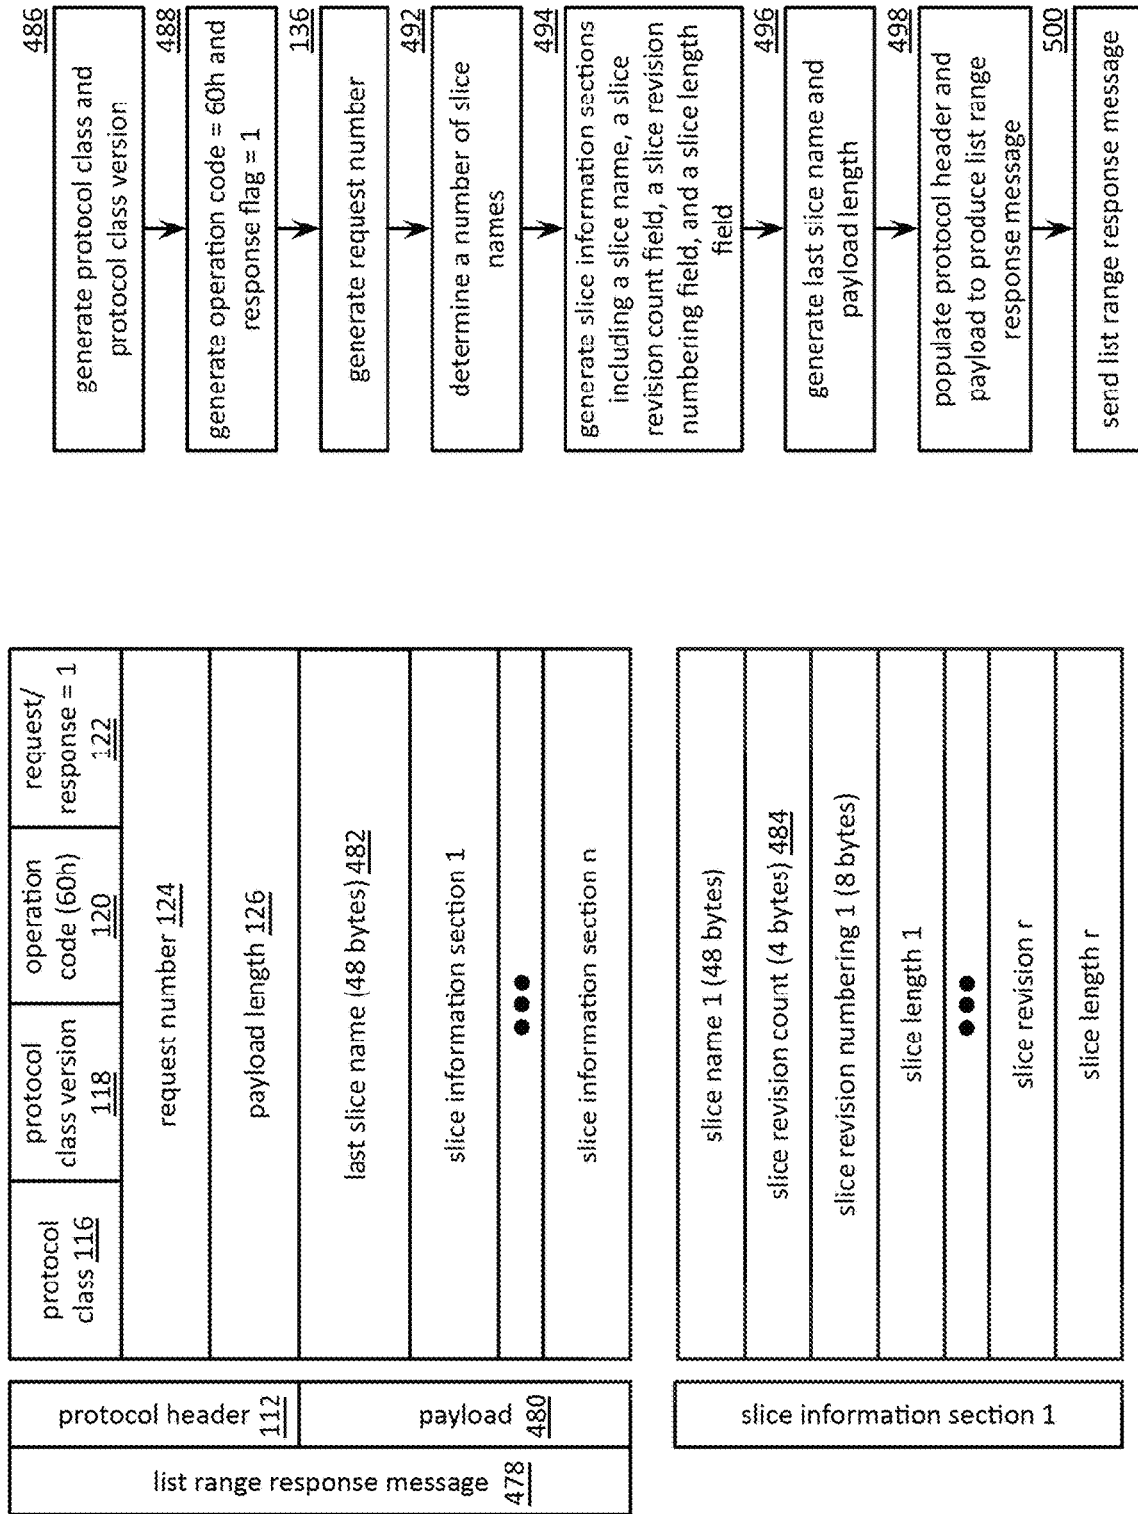 list range response message 478
protocol header
112
payload
480
protocol
class 116
protocol
class version
118
operation
code (60h)
120
request/
response = 1
122
request number 124
payload length 126
last slice name (48 bytes) 482
slice information section 1
slice information section n
slice information section 1
slice name 1 (48 bytes)
slice revision count (4 bytes) 484
slice revision numbering 1 (8 bytes)
slice length 1
slice revision r
slice length r
486
generate protocol class and
protocol class version
488
generate operation code = 60h and
response flag = 1
136
generate request number
492
determine a number of slice
names
494
generate slice information sections
including a slice name, a slice
revision count field, a slice revision
numbering field, and a slice length
field
496
generate last slice name and
payload length
498
populate protocol header and
payload to produce list range
response message
500
send list range response message